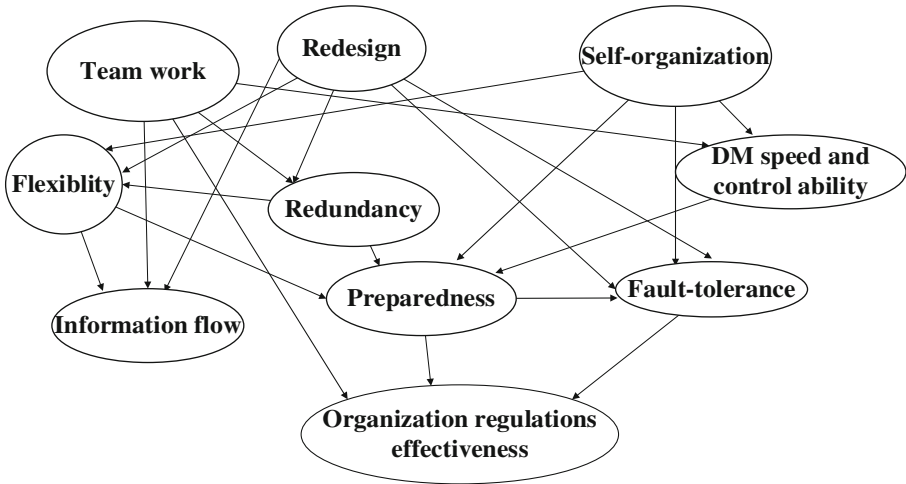 Redesign
Self-organization
Team work
DM speed and
control ability
Flexiblity
Redundancy
Preparedness
Fault-tolerance
Information flow
Organization regulations
effectiveness